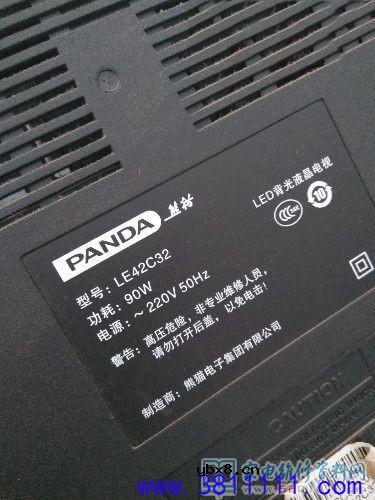 PANDA 熊猫
LED背光液晶电视
型号：LE42C32
功耗：90W
电源：～220V 50Hz
警告：高压危险，非专业维修人员，
请勿打开后盖，以免电击！
制造商：熊猫电子集团有限公司
CAUTION
10
ubx8.cn
www.3811111.com